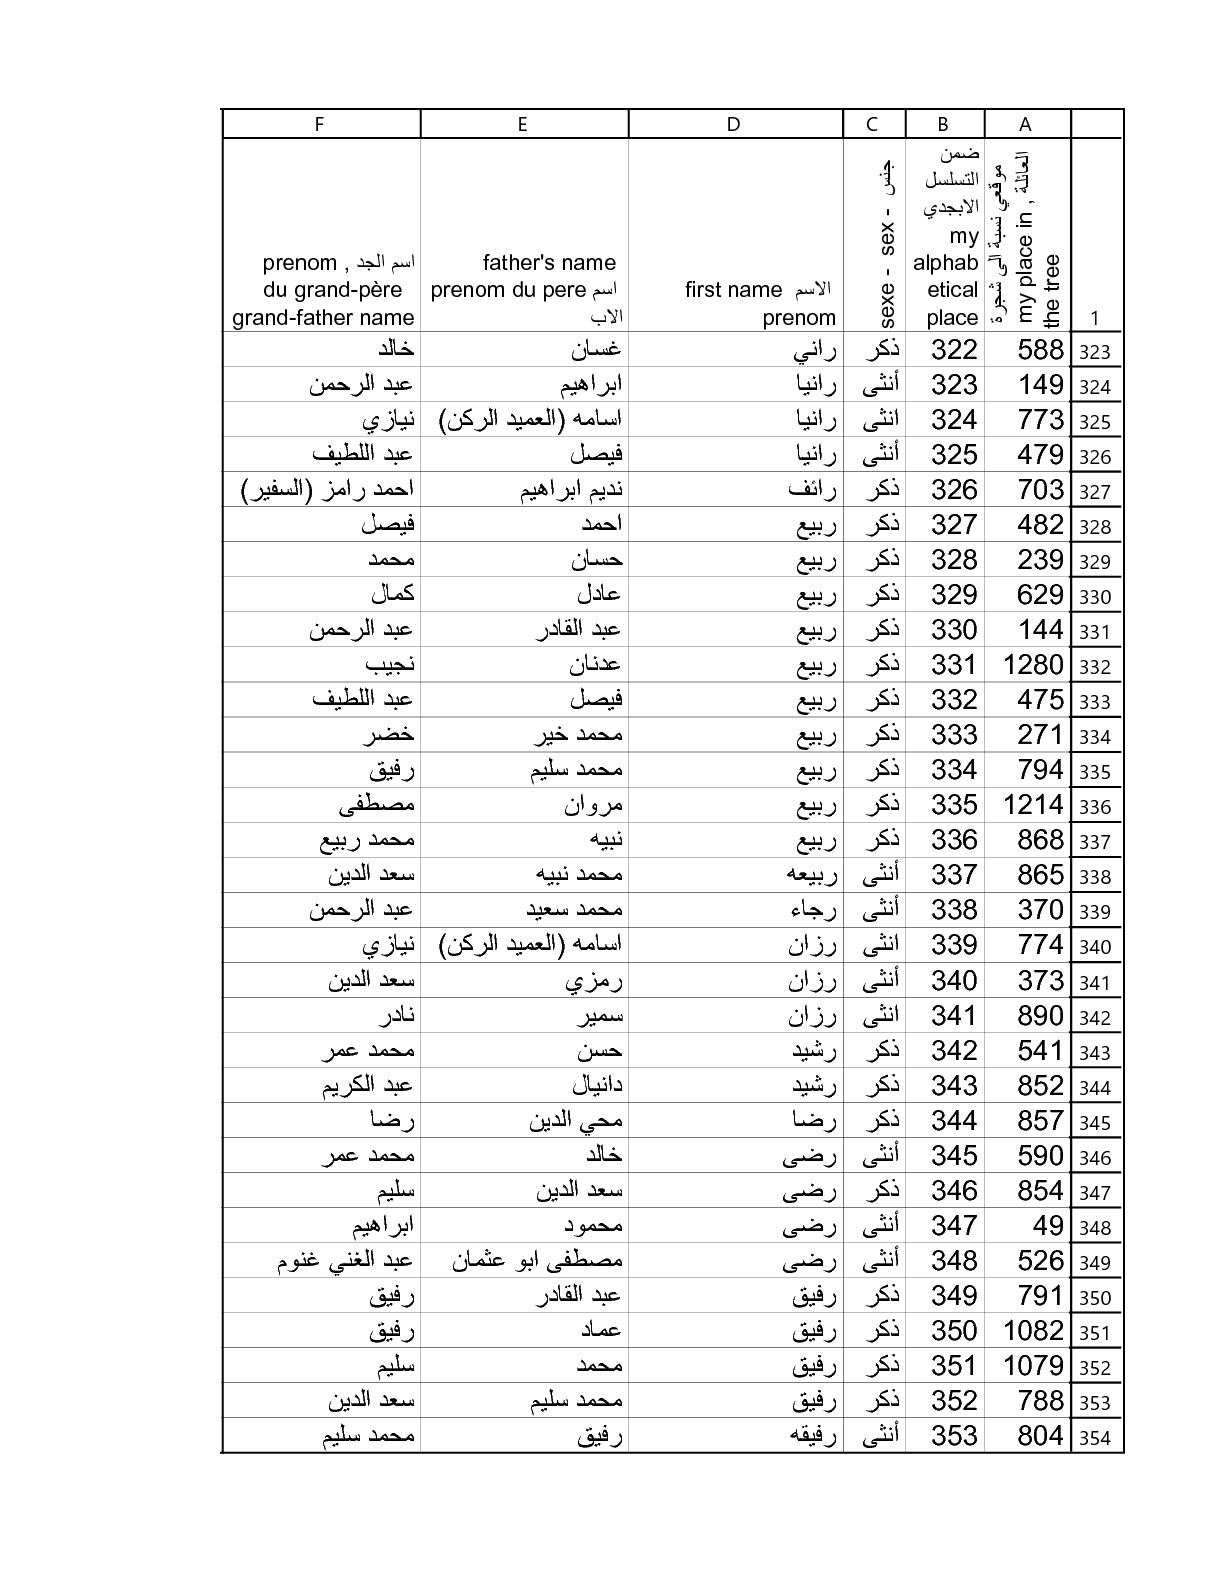 F E D C B A
اسم الجد , prenom du grand-père grand-father name
father's name prenom du pere اسم الاب
first name الاسم prenom
sexe - sex - جنس
ضمن التسلسل الابجدي my alphabetical place
موقعي نسبة الى شجرة العائلة , my place in the tree
1
خالد غسان راني ذكر 322 588 323
عبد الرحمن ابراهيم رانيا أنثى 323 149 324
نيازي اسامه (العميد الركن) رانيا انثى 324 773 325
عبد اللطيف فيصل رانيا أنثى 325 479 326
احمد رامز (السفير) نديم ابراهيم رائف ذكر 326 703 327
فيصل احمد ربيع ذكر 327 482 328
محمد حسان ربيع ذكر 328 239 329
كمال عادل ربيع ذكر 329 629 330
عبد الرحمن عبد القادر ربيع ذكر 330 144 331
نجيب عدنان ربيع ذكر 331 1280 332
عبد اللطيف فيصل ربيع ذكر 332 475 333
خضر محمد خير ربيع ذكر 333 271 334
رفيق محمد سليم ربيع ذكر 334 794 335
مصطفى مروان ربيع ذكر 335 1214 336
محمد ربيع نبيه ربيع ذكر 336 868 337
سعد الدين محمد نبيه ربيعه أنثى 337 865 338
عبد الرحمن محمد سعيد رجاء أنثى 338 370 339
نيازي اسامه (العميد الركن) رزان انثى 339 774 340
سعد الدين رمزي رزان أنثى 340 373 341
نادر سمير رزان انثى 341 890 342
محمد عمر حسن رشيد ذكر 342 541 343
عبد الكريم دانيال رشيد ذكر 343 852 344
رضا محي الدين رضا ذكر 344 857 345
محمد عمر خالد رضى أنثى 345 590 346
سليم سعد الدين رضى ذكر 346 854 347
ابراهيم محمود رضى أنثى 347 49 348
عبد الغني غنوم مصطفى ابو عثمان رضى أنثى 348 526 349
رفيق عبد القادر رفيق ذكر 349 791 350
رفيق عماد رفيق ذكر 350 1082 351
سليم محمد رفيق ذكر 351 1079 352
سعد الدين محمد سليم رفيق ذكر 352 788 353
محمد سليم رفيق رفيقه أنثى 353 804 354